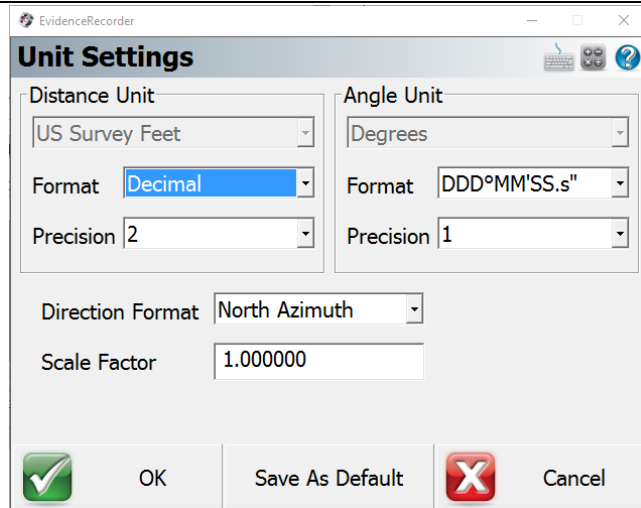 EvidenceRecorder
Unit Settings
Distance Unit
US Survey Feet
Format Decimal
Precision 2
Angle Unit
Degrees
Format DDD°MM'SS.s"
Precision 1
Direction Format North Azimuth
Scale Factor 1.000000
OK
Save As Default
Cancel